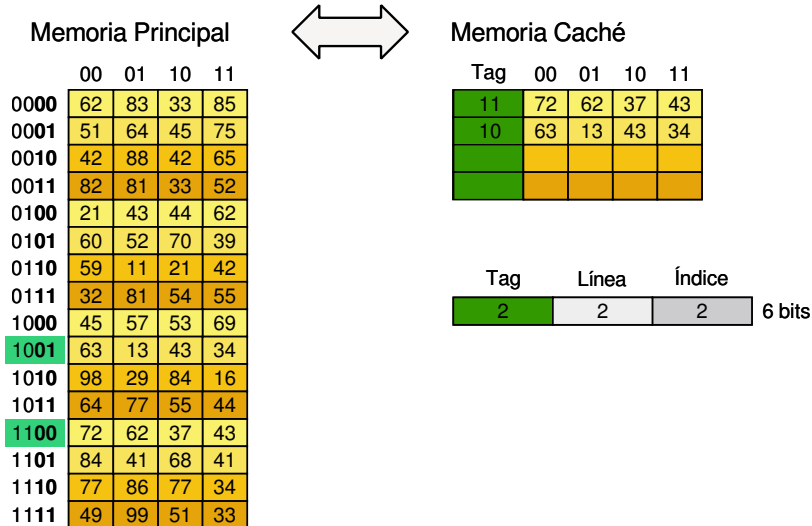 Memoria Principal
00 01 10 11
0000 62 83 33 85
0001 51 64 45 75
0010 42 88 42 65
0011 82 81 33 52
0100 21 43 44 62
0101 60 52 70 39
0110 59 11 21 42
0111 32 81 54 55
1000 45 57 53 69
1001 63 13 43 34
1010 98 29 84 16
1011 64 77 55 44
1100 72 62 37 43
1101 84 41 68 41
1110 77 86 77 34
1111 49 99 51 33
Memoria Caché
Tag 00 01 10 11
11 72 62 37 43
10 63 13 43 34
Tag Línea Índice
2 2 2 6 bits